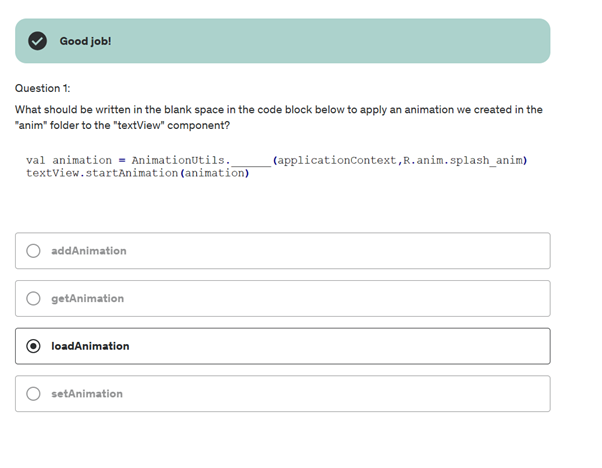 Good job!
Question 1:
What should be written in the blank space in the code block below to apply an animation we created in the
"anim" folder to the "textView" component?
val animation = AnimationUtils.______(applicationContext,R.anim.splash_anim)
textView.startAnimation(animation)
addAnimation
getAnimation
loadAnimation
setAnimation